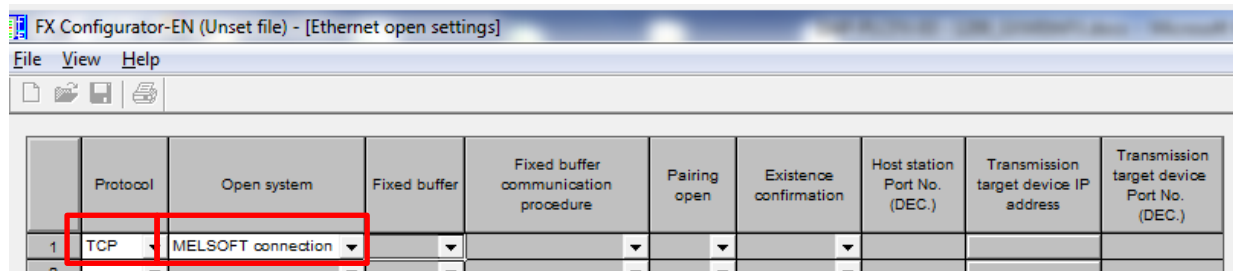 FX Configurator-EN (Unset file) - [Ethernet open settings]
File View Help
Protocol
Open system
Fixed buffer
Fixed buffer
communication
procedure
Pairing
open
Existence
confirmation
Host station
Port No.
(DEC.)
Transmission
target device IP
address
Transmission
target device
Port No.
(DEC.)
1 TCP MELSOFT connection